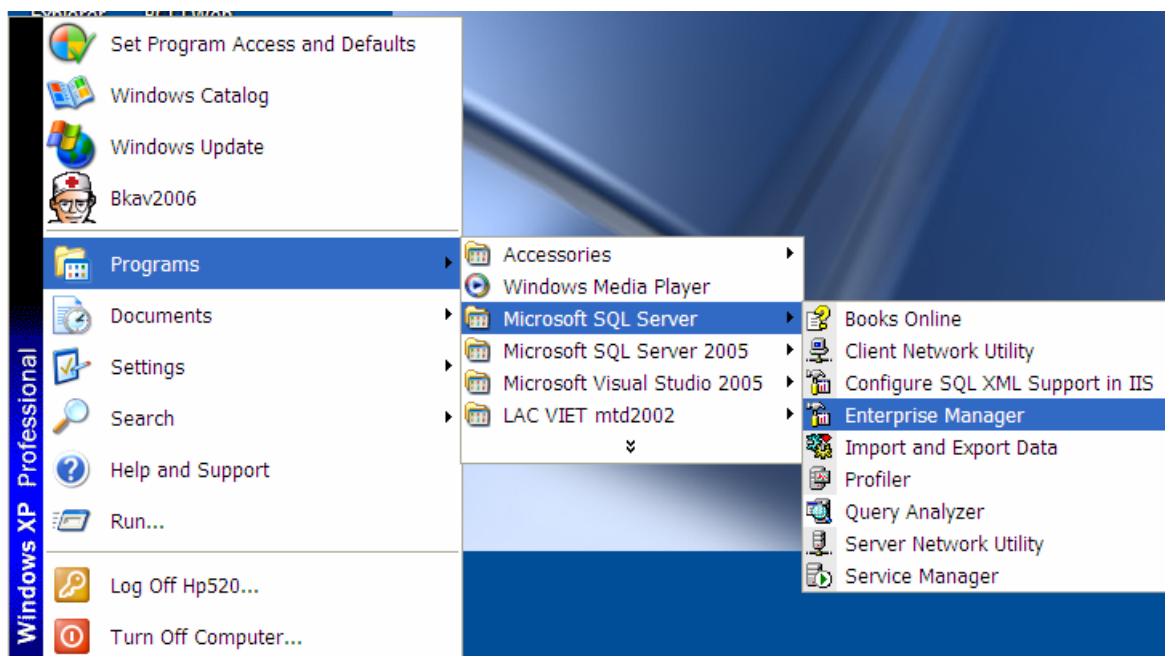 Set Program Access and Defaults
Windows Catalog
Windows Update
Bkav2006
Programs
Documents
Settings
Search
Help and Support
Run...
Log Off Hp520...
Turn Off Computer...
Windows XP Professional
Accessories
Windows Media Player
Microsoft SQL Server
Microsoft SQL Server 2005
Microsoft Visual Studio 2005
LAC VIET mtd2002
Books Online
Client Network Utility
Configure SQL XML Support in IIS
Enterprise Manager
Import and Export Data
Profiler
Query Analyzer
Server Network Utility
Service Manager